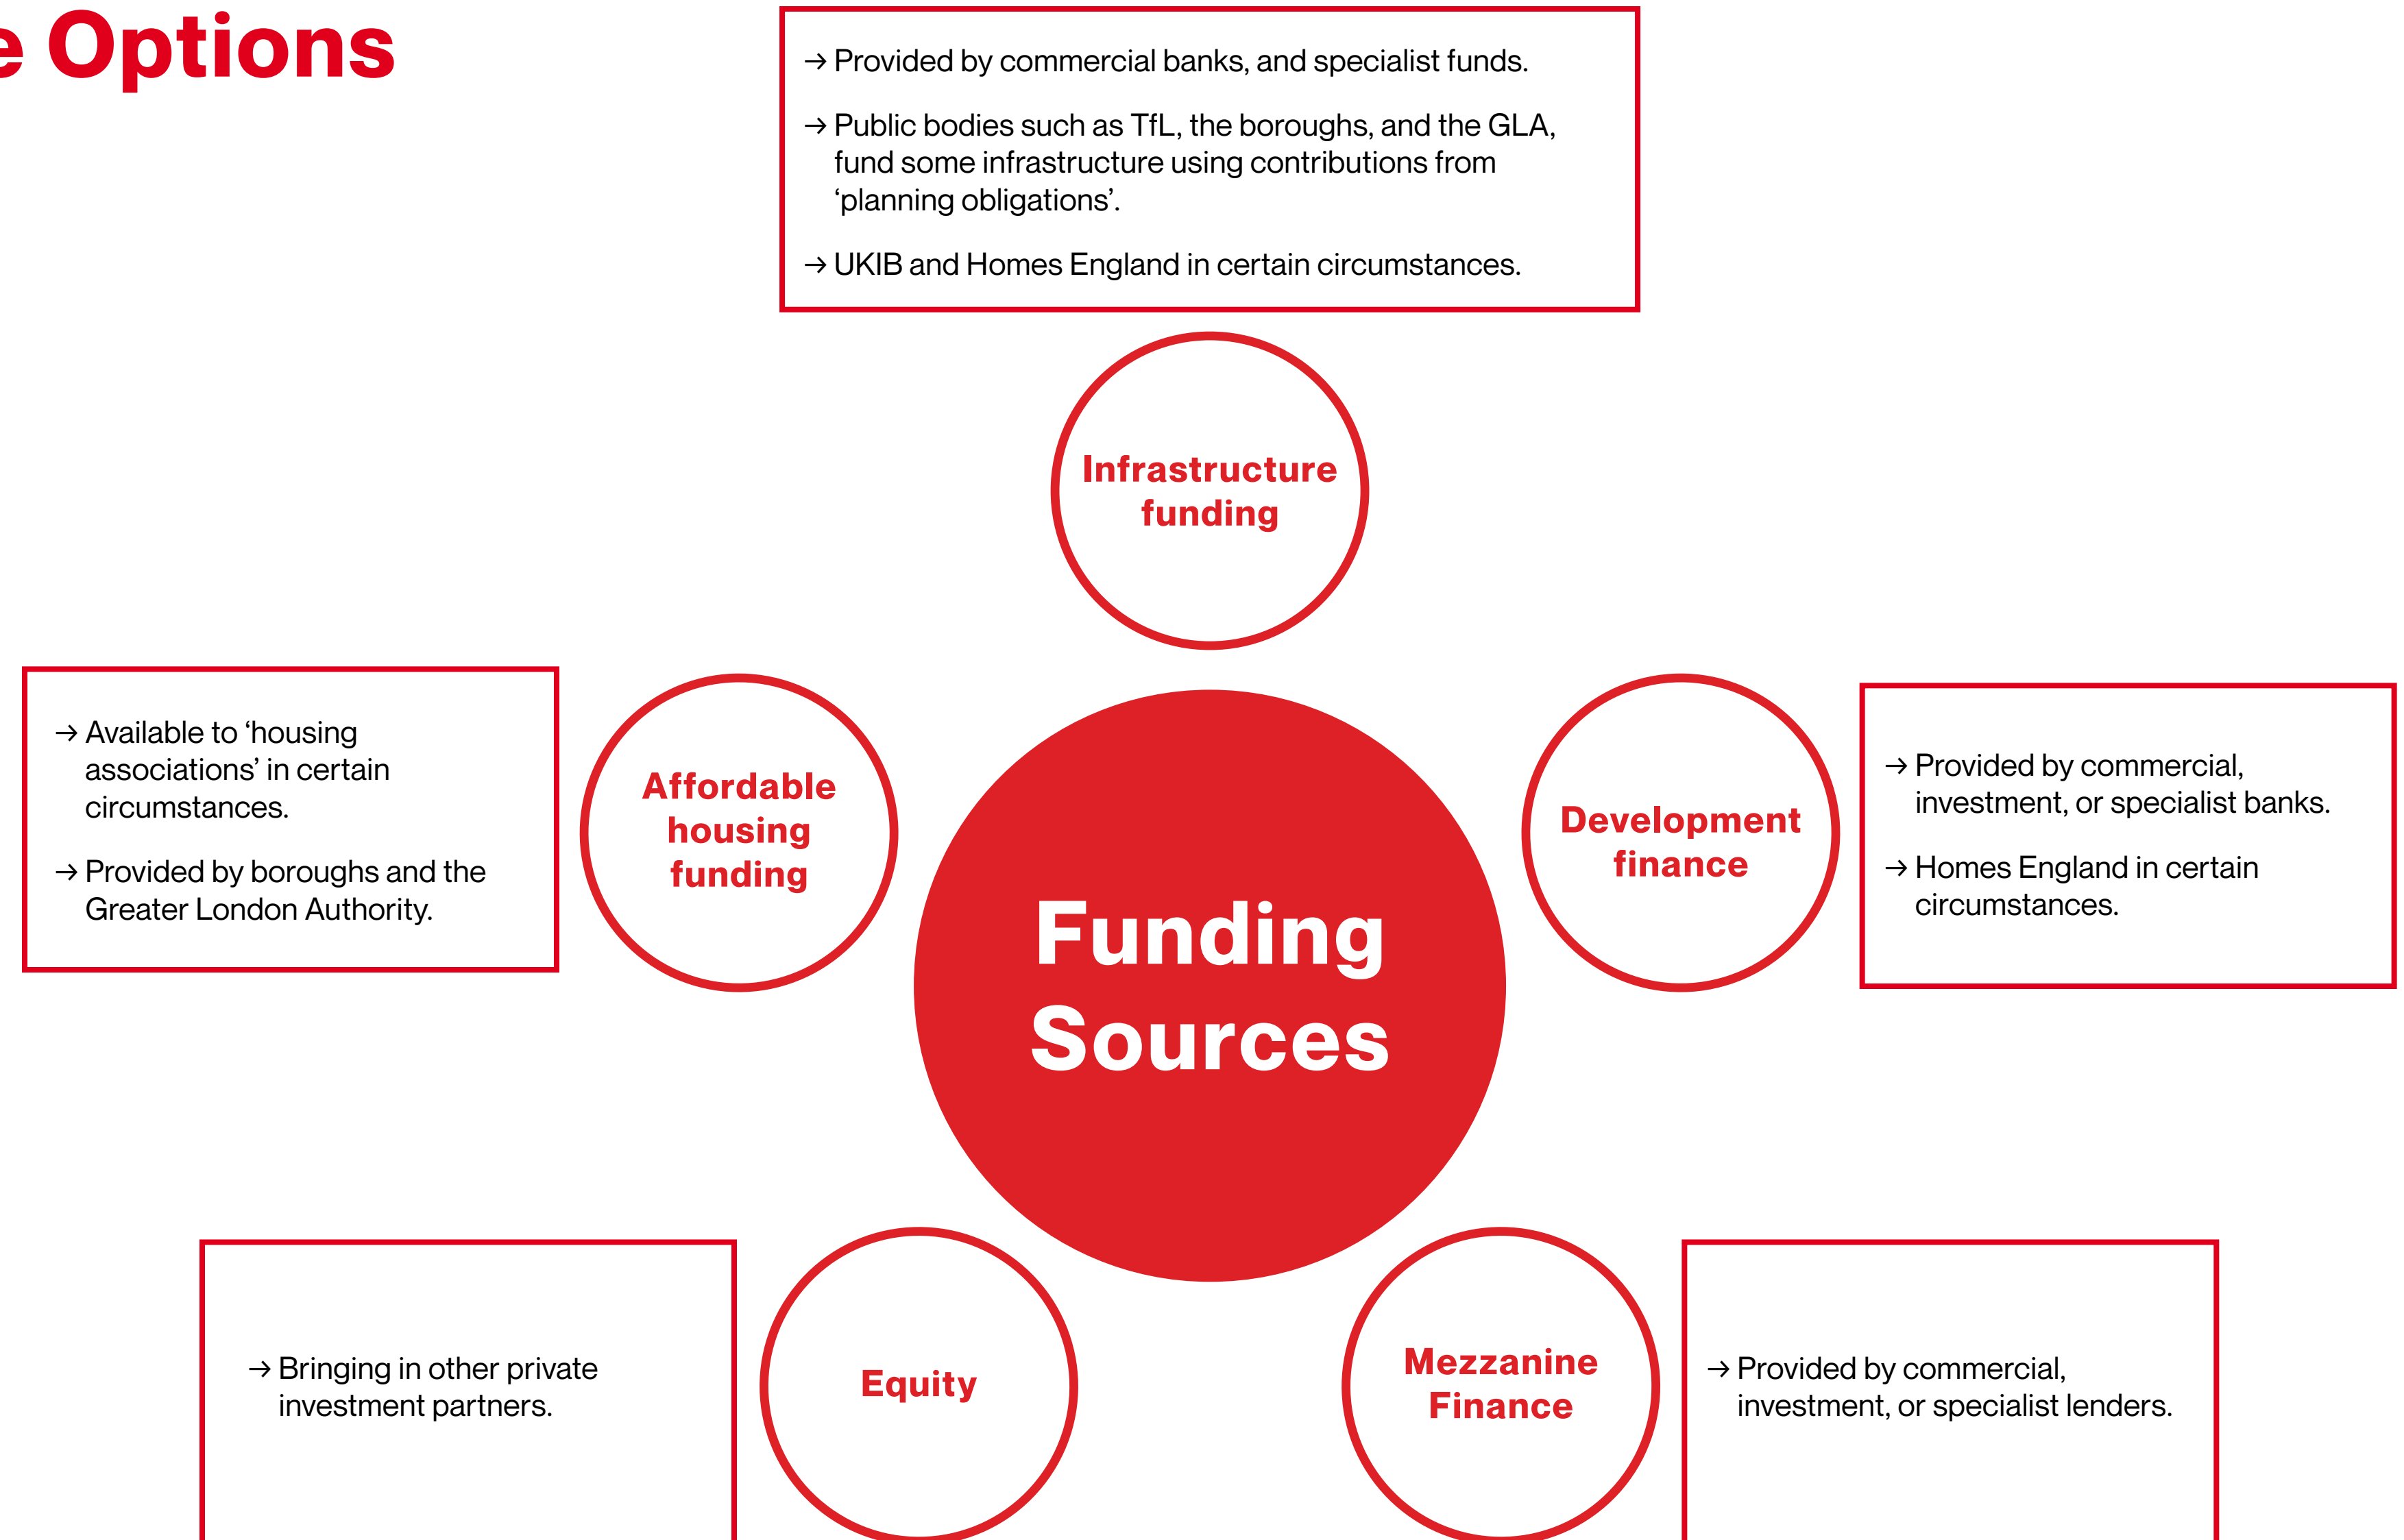 e Options
→ Provided by commercial banks, and specialist funds.
→ Public bodies such as TfL, the boroughs, and the GLA,
fund some infrastructure using contributions from
‘planning obligations’.
→ UKIB and Homes England in certain circumstances.
Infrastructure
funding
→ Available to ‘housing
associations’ in certain
circumstances.
→ Provided by boroughs and the
Greater London Authority.
Affordable
housing
funding
Development
finance
→ Provided by commercial,
investment, or specialist banks.
→ Homes England in certain
circumstances.
Funding
Sources
→ Bringing in other private
investment partners.
Equity
Mezzanine
Finance
→ Provided by commercial,
investment, or specialist lenders.